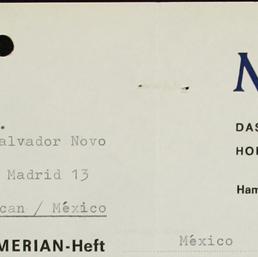 N
DAS
alvador Novo
HO
Madrid 13
Ham
can / México
MERIAN-Heft
México